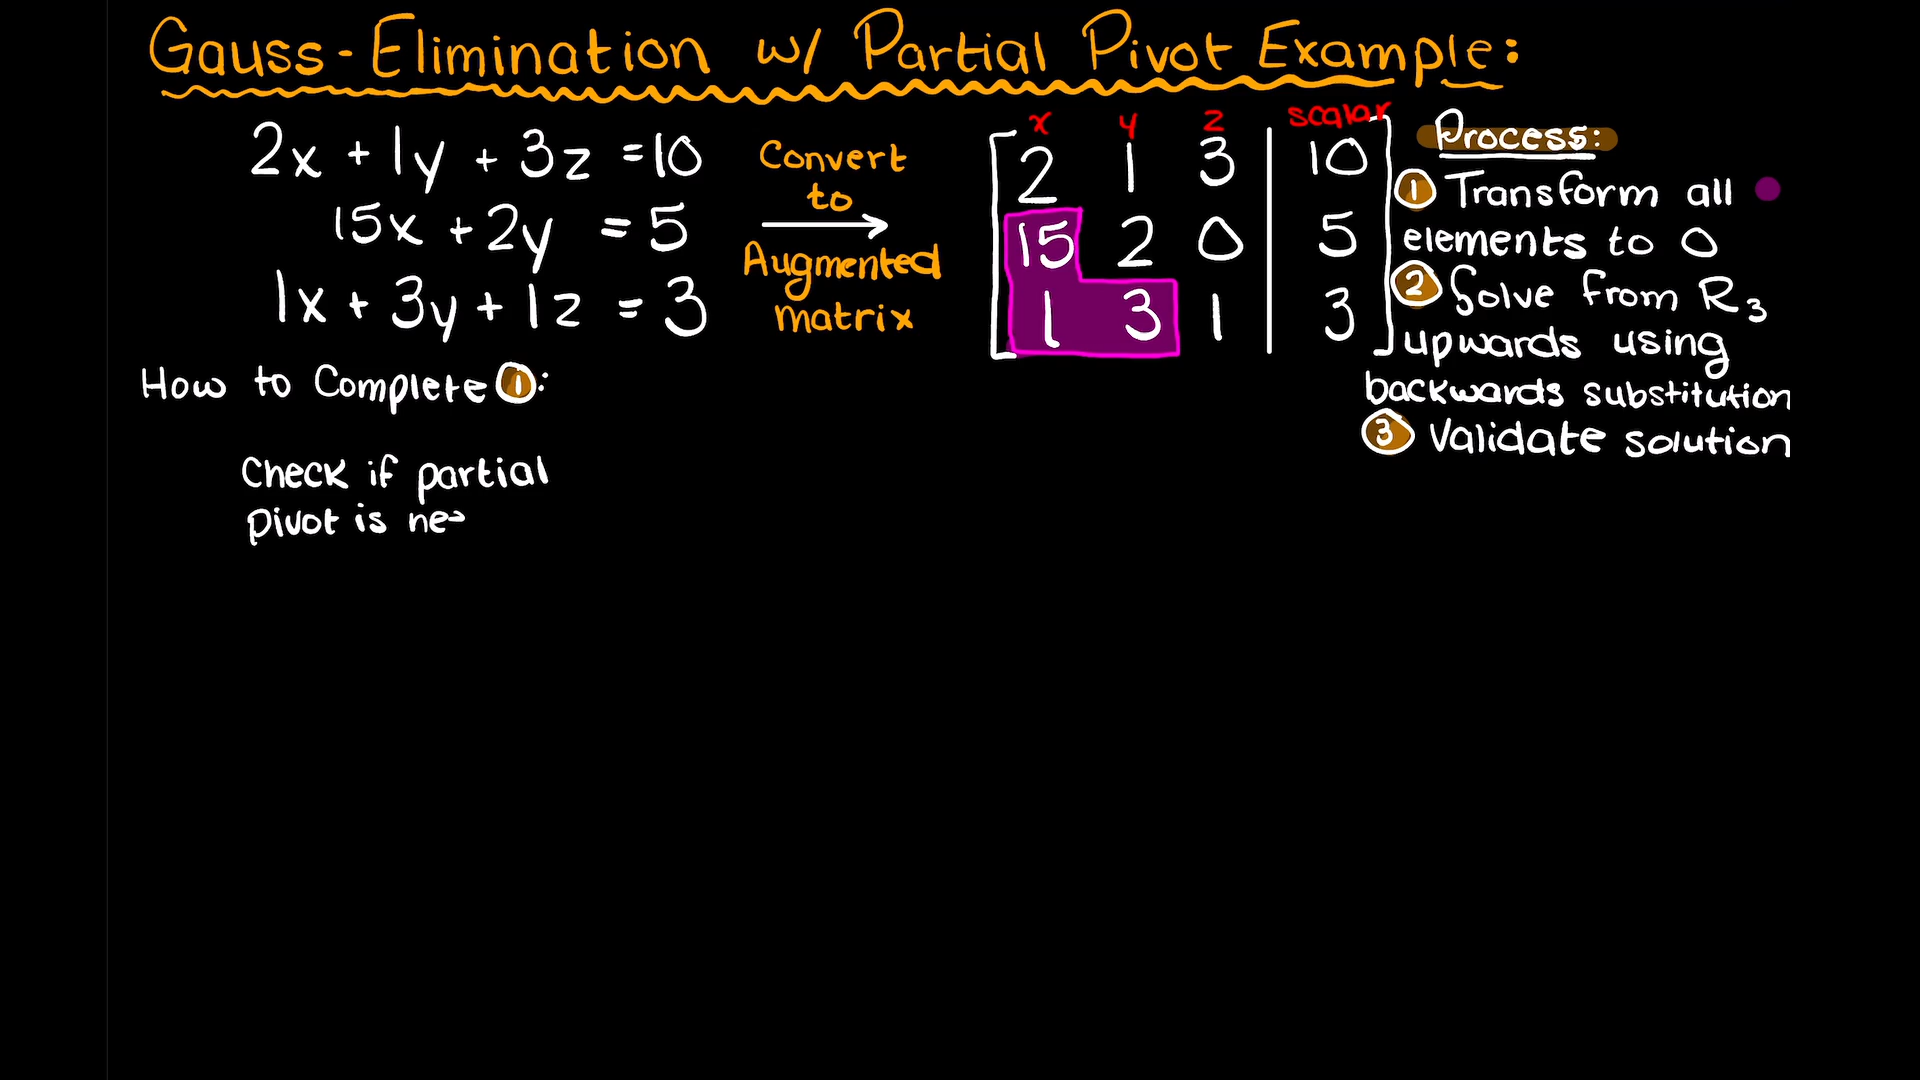 Gauss-Elimination w/ Partial Pivot Example:
2x + 1y + 3z = 10
15x + 2y = 5
1x + 3y + 1z = 3
Convert
to
Augmented
matrix
x y z scalar
2 1 3 10
15 2 0 5
1 3 1 3
Process:
① Transform all
elements to 0
② Solve from R₃
upwards using
backwards substitution
③ Validate solution
How to Complete ①:
Check if partial
pivot is ne